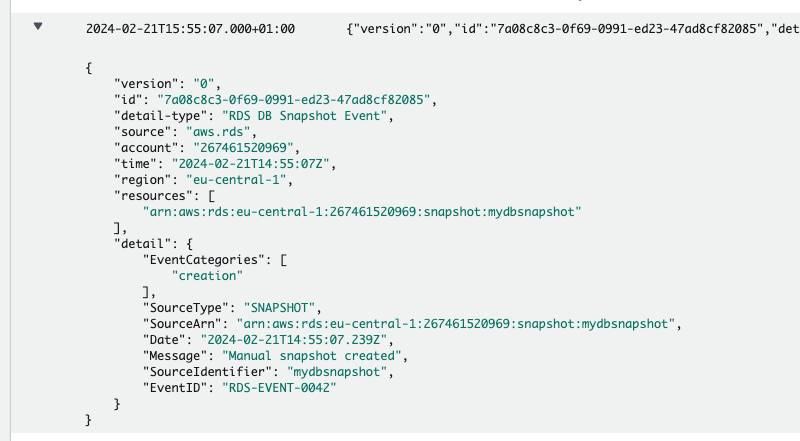 2024-02-21T15:55:07.000+01:00 {"version":"0","id":"7a08c8c3-0f69-0991-ed23-47ad8cf82085","det
{
"version": "0",
"id": "7a08c8c3-0f69-0991-ed23-47ad8cf82085",
"detail-type": "RDS DB Snapshot Event",
"source": "aws.rds",
"account": "267461520969",
"time": "2024-02-21T14:55:07Z",
"region": "eu-central-1",
"resources": [
"arn:aws:rds:eu-central-1:267461520969:snapshot:mydbsnapshot"
],
"detail": {
"EventCategories": [
"creation"
],
"SourceType": "SNAPSHOT",
"SourceArn": "arn:aws:rds:eu-central-1:267461520969:snapshot:mydbsnapshot",
"Date": "2024-02-21T14:55:07.239Z",
"Message": "Manual snapshot created",
"SourceIdentifier": "mydbsnapshot",
"EventID": "RDS-EVENT-0042"
}
}